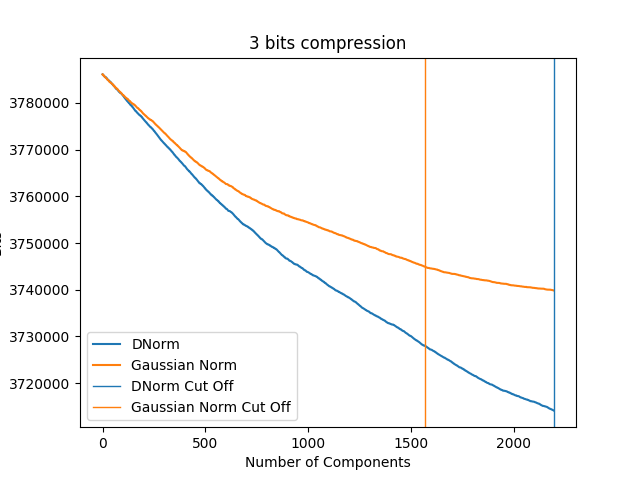 3 bits compression
3780000
3770000
3760000
3750000
3740000
3730000
3720000
DNorm
Gaussian Norm
DNorm Cut Off
Gaussian Norm Cut Off
0 500 1000 1500 2000
Number of Components